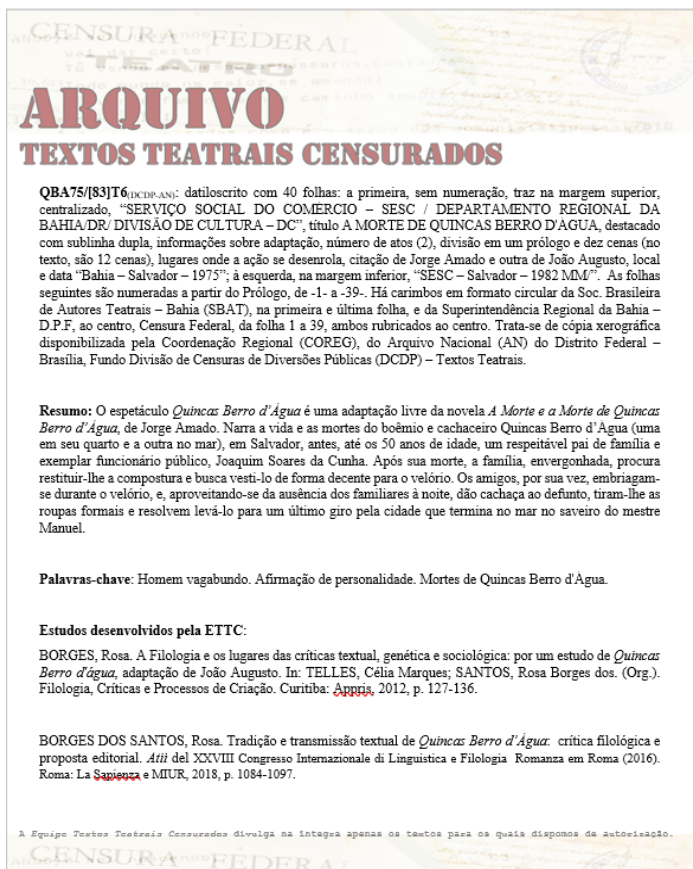 CENSURA FEDERAL
TEATRO
ARQUIVO
TEXTOS TEATRAIS CENSURADOS
QBA75/[83]T6(DCDP-AN): datiloscrito com 40 folhas: a primeira, sem numeração, traz na margem superior,
centralizado, “SERVIÇO SOCIAL DO COMÉRCIO – SESC / DEPARTAMENTO REGIONAL DA
BAHIA/DR/ DIVISÃO DE CULTURA – DC”, título A MORTE DE QUINCAS BERRO D'AGUA, destacado
com sublinha dupla, informações sobre adaptação, número de atos (2), divisão em um prólogo e dez cenas (no
texto, são 12 cenas), lugares onde a ação se desenrola, citação de Jorge Amado e outra de João Augusto, local
e data “Bahia – Salvador – 1975”; à esquerda, na margem inferior, “SESC – Salvador – 1982 MM/”. As folhas
seguintes são numeradas a partir do Prólogo, de -1- a -39-. Há carimbos em formato circular da Soc. Brasileira
de Autores Teatrais – Bahia (SBAT), na primeira e última folha, e da Superintendência Regional da Bahia –
D.P.F, ao centro, Censura Federal, da folha 1 a 39, ambos rubricados ao centro. Trata-se de cópia xerográfica
disponibilizada pela Coordenação Regional (COREG), do Arquivo Nacional (AN) do Distrito Federal –
Brasília, Fundo Divisão de Censuras de Diversões Públicas (DCDP) – Textos Teatrais.
Resumo: O espetáculo Quincas Berro d'Água é uma adaptação livre da novela A Morte e a Morte de Quincas
Berro d'Água, de Jorge Amado. Narra a vida e as mortes do boêmio e cachaceiro Quincas Berro d’Água (uma
em seu quarto e a outra no mar), em Salvador, antes, até os 50 anos de idade, um respeitável pai de família e
exemplar funcionário público, Joaquim Soares da Cunha. Após sua morte, a família, envergonhada, procura
restituir-lhe a compostura e busca vesti-lo de forma decente para o velório. Os amigos, por sua vez, embriagam-
se durante o velório, e, aproveitando-se da ausência dos familiares à noite, dão cachaça ao defunto, tiram-lhe as
roupas formais e resolvem levá-lo para um último giro pela cidade que termina no mar no saveiro do mestre
Manuel.
Palavras-chave: Homem vagabundo. Afirmação de personalidade. Mortes de Quincas Berro d'Água.
Estudos desenvolvidos pela ETTC:
BORGES, Rosa. A Filologia e os lugares das críticas textual, genética e sociológica: por um estudo de Quincas
Berro d'água, adaptação de João Augusto. In: TELLES, Célia Marques; SANTOS, Rosa Borges dos. (Org.).
Filologia, Críticas e Processos de Criação. Curitiba: Appris, 2012, p. 127-136.
BORGES DOS SANTOS, Rosa. Tradição e transmissão textual de Quincas Berro d'Água: crítica filológica e
proposta editorial. Atii del XXVIII Congresso Internazionale di Linguistica e Filologia Romanza em Roma (2016).
Roma: La Sapienza e MIUR, 2018, p. 1084-1097.
A Equipe Textos Teatrais Censurados divulga na íntegra apenas os textos para os quais dispomos de autorização.
CENSURA FEDERAL